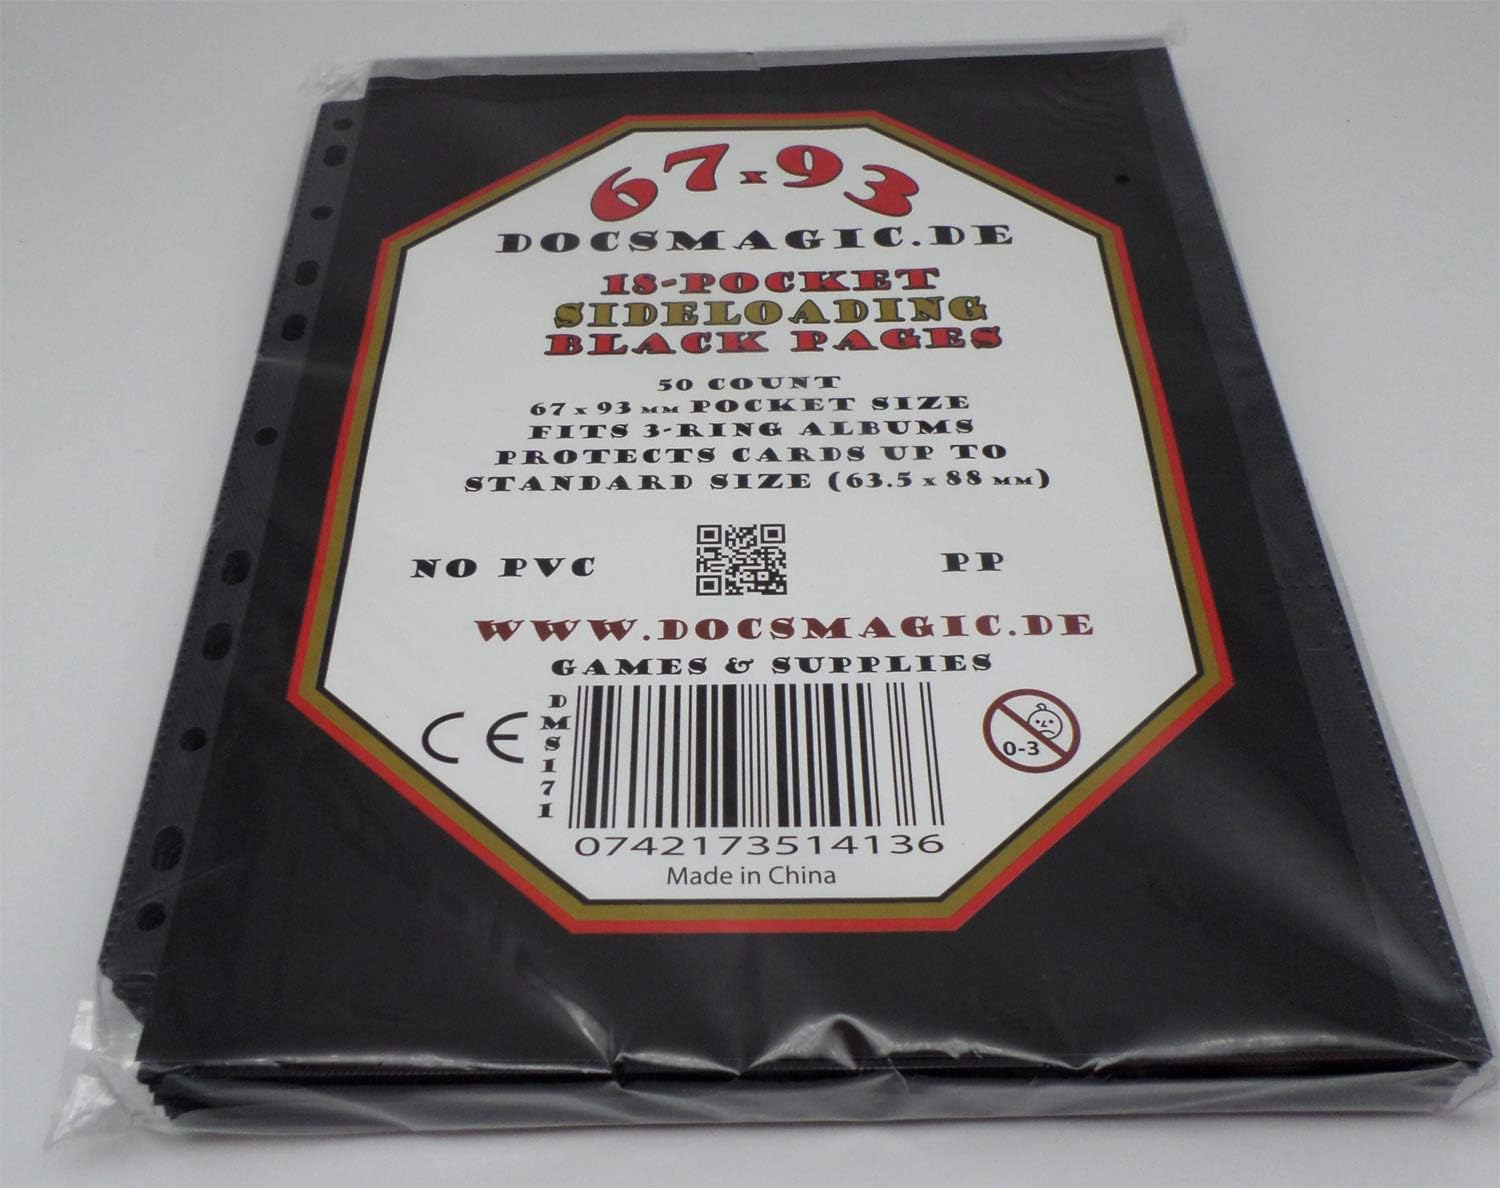 67 x 93
DOCSMAGIC.DE
18-POCKET
SIDELOADING
BLACK PAGES
50 COUNT
67 x 93 MM POCKET SIZE
FITS 3-RING ALBUMS
PROTECTS CARDS UP TO
STANDARD SIZE (63.5 x 88 MM)
NO PVC
PP
WWW.DOCSMAGIC.DE
GAMES & SUPPLIES
CE
DMS171
0-3
0742173514136
Made in China